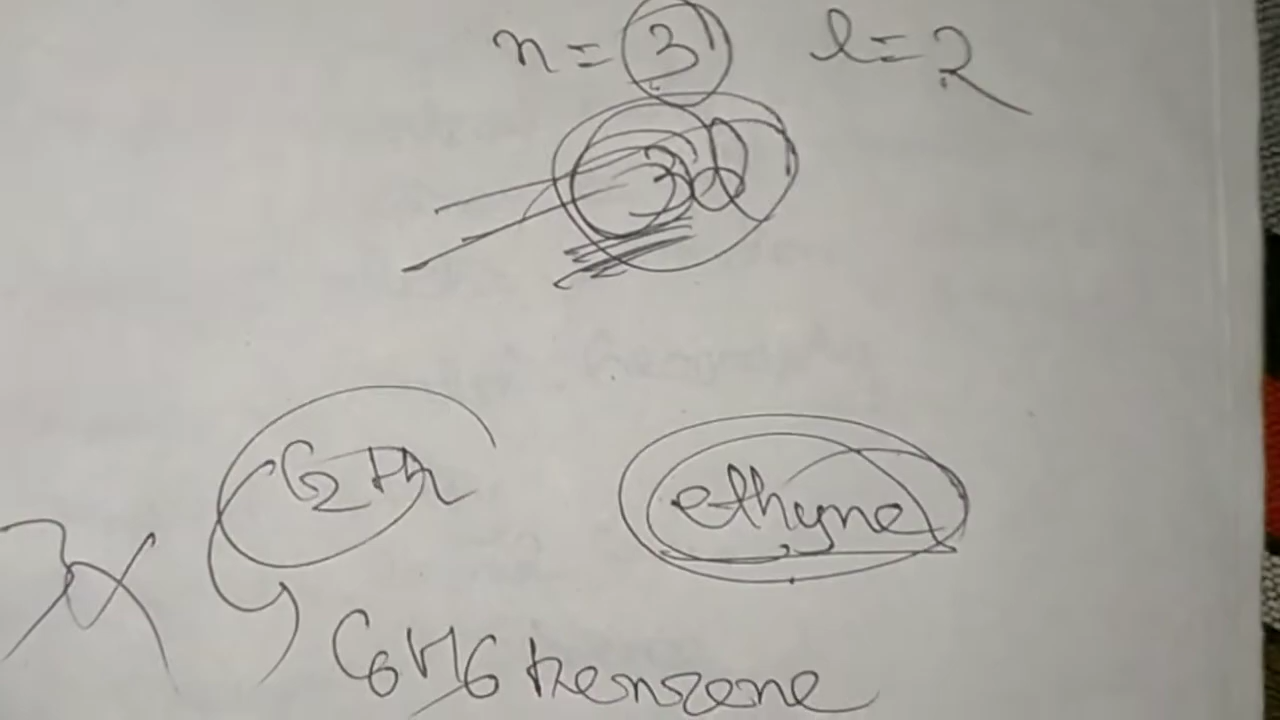 n = 3 l = 2
3d
C2H2 ethyne
C6H6 benzene